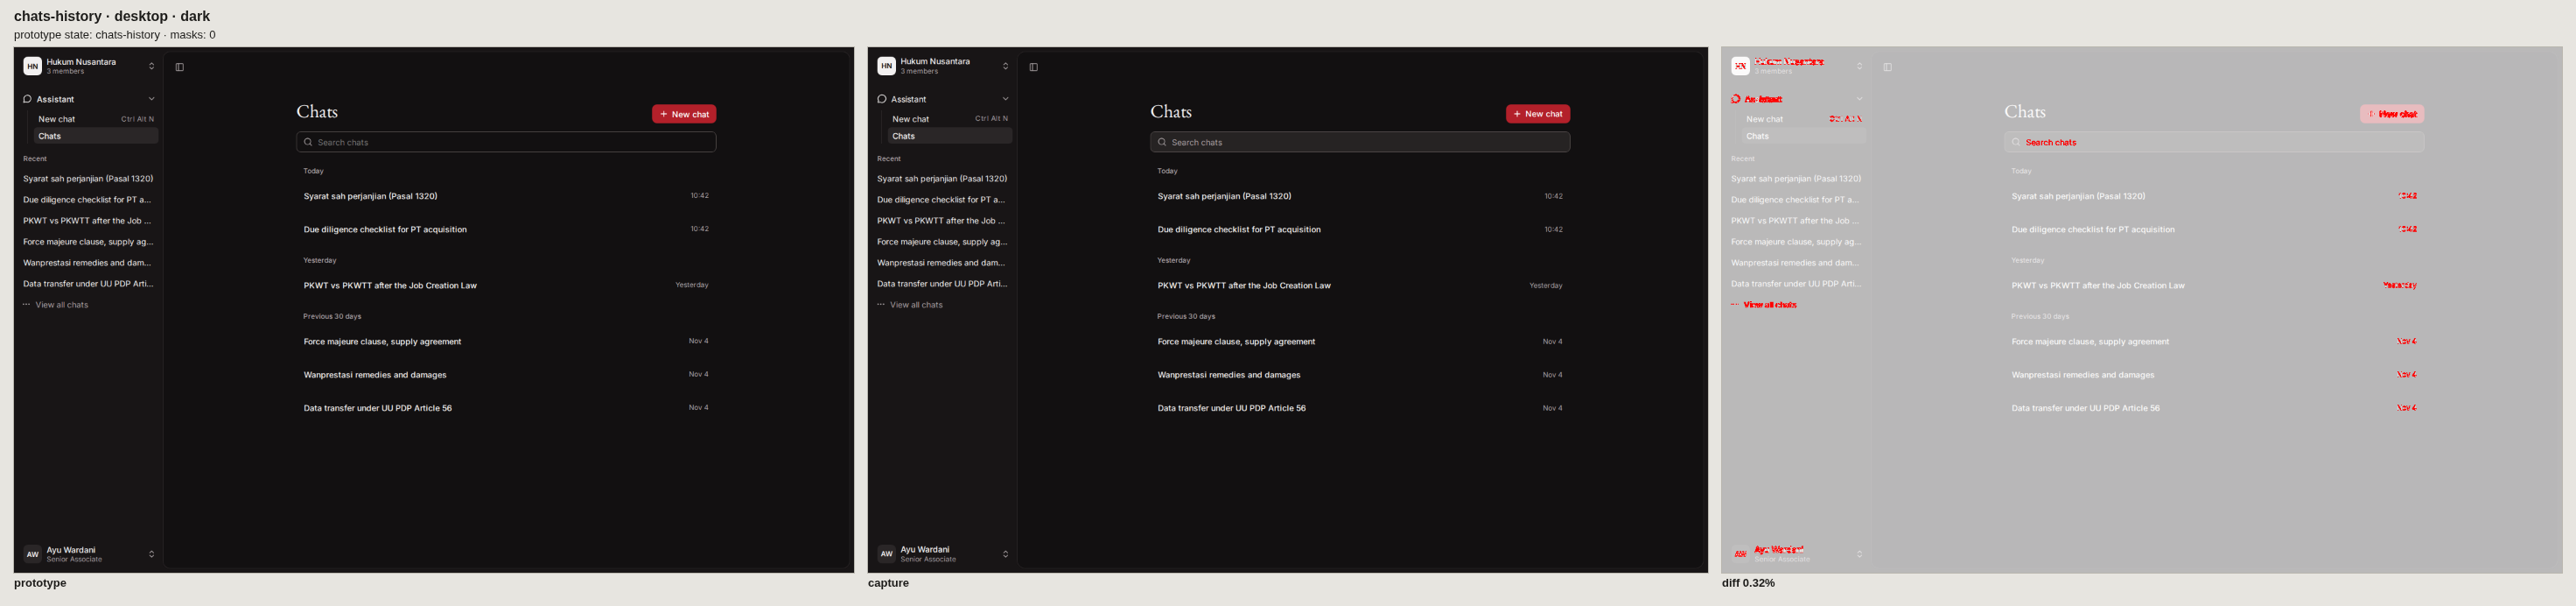 chats-history · desktop · dark
prototype state: chats-history · masks: 0
HN
Hukum Nusantara
3 members
Assistant
New chat
Ctrl Alt N
Chats
Recent
Syarat sah perjanjian (Pasal 1320)
Due diligence checklist for PT a...
PKWT vs PKWTT after the Job ...
Force majeure clause, supply ag...
Wanprestasi remedies and dam...
Data transfer under UU PDP Arti...
View all chats
AW
Ayu Wardani
Senior Associate
Chats
New chat
Search chats
Today
Syarat sah perjanjian (Pasal 1320)
10:42
Due diligence checklist for PT acquisition
10:42
Yesterday
PKWT vs PKWTT after the Job Creation Law
Yesterday
Previous 30 days
Force majeure clause, supply agreement
Nov 4
Wanprestasi remedies and damages
Nov 4
Data transfer under UU PDP Article 56
Nov 4
prototype
HN
Hukum Nusantara
3 members
Assistant
New chat
Ctrl Alt N
Chats
Recent
Syarat sah perjanjian (Pasal 1320)
Due diligence checklist for PT a...
PKWT vs PKWTT after the Job ...
Force majeure clause, supply ag...
Wanprestasi remedies and dam...
Data transfer under UU PDP Arti...
View all chats
AW
Ayu Wardani
Senior Associate
Chats
New chat
Search chats
Today
Syarat sah perjanjian (Pasal 1320)
10:42
Due diligence checklist for PT acquisition
10:42
Yesterday
PKWT vs PKWTT after the Job Creation Law
Yesterday
Previous 30 days
Force majeure clause, supply agreement
Nov 4
Wanprestasi remedies and damages
Nov 4
Data transfer under UU PDP Article 56
Nov 4
capture
3 members
New chat
Chats
Recent
Syarat sah perjanjian (Pasal 1320)
Due diligence checklist for PT a...
PKWT vs PKWTT after the Job ...
Force majeure clause, supply ag...
Wanprestasi remedies and dam...
Data transfer under UU PDP Arti...
View all chats
Ayu Wardani
Senior Associate
Chats
New chat
Search chats
Today
Syarat sah perjanjian (Pasal 1320)
Due diligence checklist for PT acquisition
Yesterday
PKWT vs PKWTT after the Job Creation Law
Yesterday
Previous 30 days
Force majeure clause, supply agreement
Nov 4
Wanprestasi remedies and damages
Nov 4
Data transfer under UU PDP Article 56
Nov 4
diff 0.32%